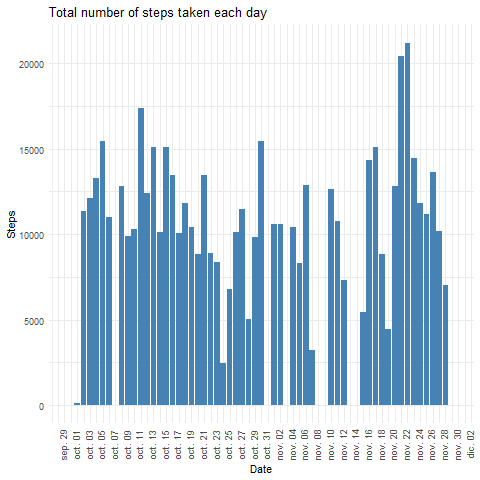 Total number of steps taken each day
Steps
20000
15000
10000
5000
0
sep. 29
oct. 01
oct. 03
oct. 05
oct. 07
oct. 09
oct. 11
oct. 13
oct. 15
oct. 17
oct. 19
oct. 21
oct. 23
oct. 25
oct. 27
oct. 29
oct. 31
nov. 02
nov. 04
nov. 06
nov. 08
nov. 10
nov. 12
nov. 14
nov. 16
nov. 18
nov. 20
nov. 22
nov. 24
nov. 26
nov. 28
nov. 30
dic. 02
Date